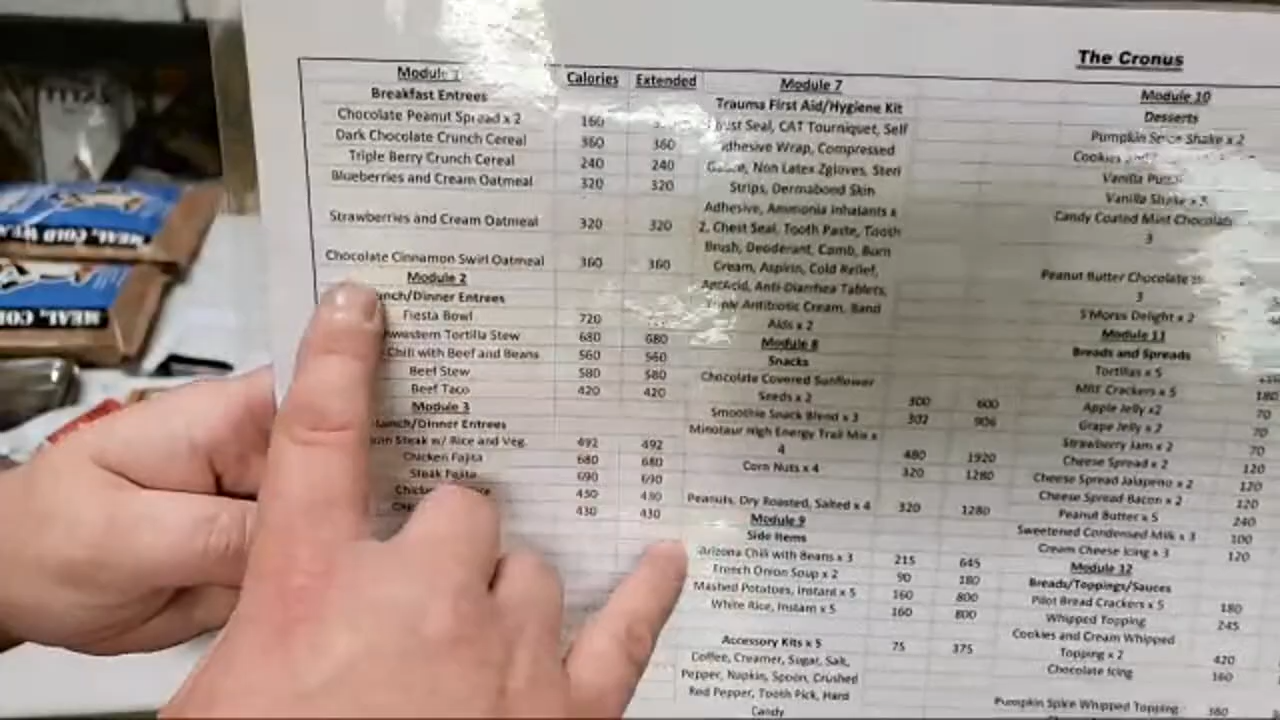 The Cronus
Module 1 Calories Extended
Breakfast Entrees
Chocolate Peanut Spread x 2 160
Dark Chocolate Crunch Cereal 360 360
Triple Berry Crunch Cereal 240 240
Blueberries and Cream Oatmeal 320 320
Strawberries and Cream Oatmeal 320 320
Chocolate Cinnamon Swirl Oatmeal 360 360
Module 2
Lunch/Dinner Entrees
Fiesta Bowl 720
Tortilla Stew 680 680
Chili with Beef and Beans 560 560
Beef Stew 580 580
Beef Taco 420 420
Module 3
Lunch/Dinner Entrees
Steak w/ Rice and Veg. 492 492
Chicken Fajita 680 680
Steak Fajita 690 690
430 430
430 430
Module 7
Trauma First Aid/Hygiene Kit
Seal, CAT Tourniquet, Self
Adhesive Wrap, Compressed
Non Latex Zgloves, Steri
Strips, Dermabond Skin
Adhesive, Ammonia Inhalants x
2, Chest Seal, Tooth Paste, Tooth
Brush, Deoderant, Comb, Burn
Cream, Aspirin, Cold Relief,
Antacid, Anti-Diarrhea Tablets,
Triple Antibiotic Cream, Band
Aids x 2
Module 8
Snacks
Chocolate Covered Sunflower
Seeds x 2 300 600
Smoothie Snack Blend x 3 302 906
Minotaur High Energy Trail Mix x
4 480 1920
Corn Nuts x 4 320 1280
Peanuts, Dry Roasted, Salted x 4 320 1280
Module 9
Side Items
Arizona Chili with Beans x 3 215 645
French Onion Soup x 2 90 180
Mashed Potatoes, Instant x 5 160 800
White Rice, Instant x 5 160 800
Accessory Kits x 5 75 375
Coffee, Creamer, Sugar, Salt,
Pepper, Napkin, Spoon, Crushed
Red Pepper, Tooth Pick, Hard
Candy
Module 10
Desserts
Pumpkin Spice Shake x 2
Cookies
Vanilla
Vanilla Shake x 3
Candy Coated Mint Chocolate
3
Peanut Butter Chocolate
3
S'Mores Delight x 2
Module 11
Breads and Spreads
Tortillas x 5
MRE Crackers x 5 180
Apple Jelly x2 70
Grape Jelly x 2 70
Strawberry Jam x 2 70
Cheese Spread x 2 120
Cheese Spread Jalapeno x 2 120
Cheese Spread Bacon x 2 120
Peanut Butter x 5 240
Sweetened Condensed Milk x 3 100
Cream Cheese Icing x 3 120
Module 12
Breads/Toppings/Sauces
Pilot Bread Crackers x 5 180
Whipped Topping 245
Cookies and Cream Whipped
Topping x 2 420
Chocolate Icing 160
Pumpkin Spice Whipped Topping 360
MEAL, COLD WEA
MEAL, COL